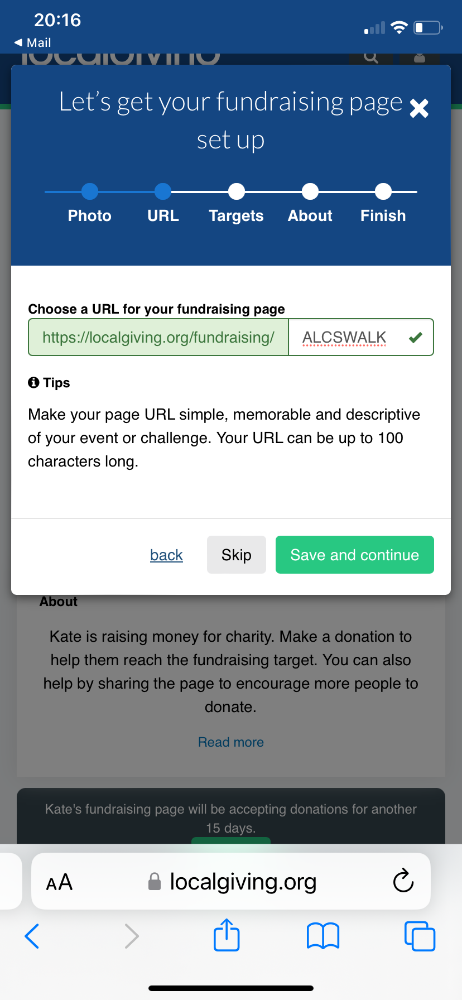 20:16
Mail
localgiving
Let's get your fundraising page
set up
Photo URL Targets About Finish
Choose a URL for your fundraising page
https://localgiving.org/fundraising/ ALCSWALK
Tips
Make your page URL simple, memorable and descriptive
of your event or challenge. Your URL can be up to 100
characters long.
back Skip Save and continue
About
Kate is raising money for charity. Make a donation to
help them reach the fundraising target. You can also
help by sharing the page to encourage more people to
donate.
Read more
Kate's fundraising page will be accepting donations for another
15 days.
AA localgiving.org